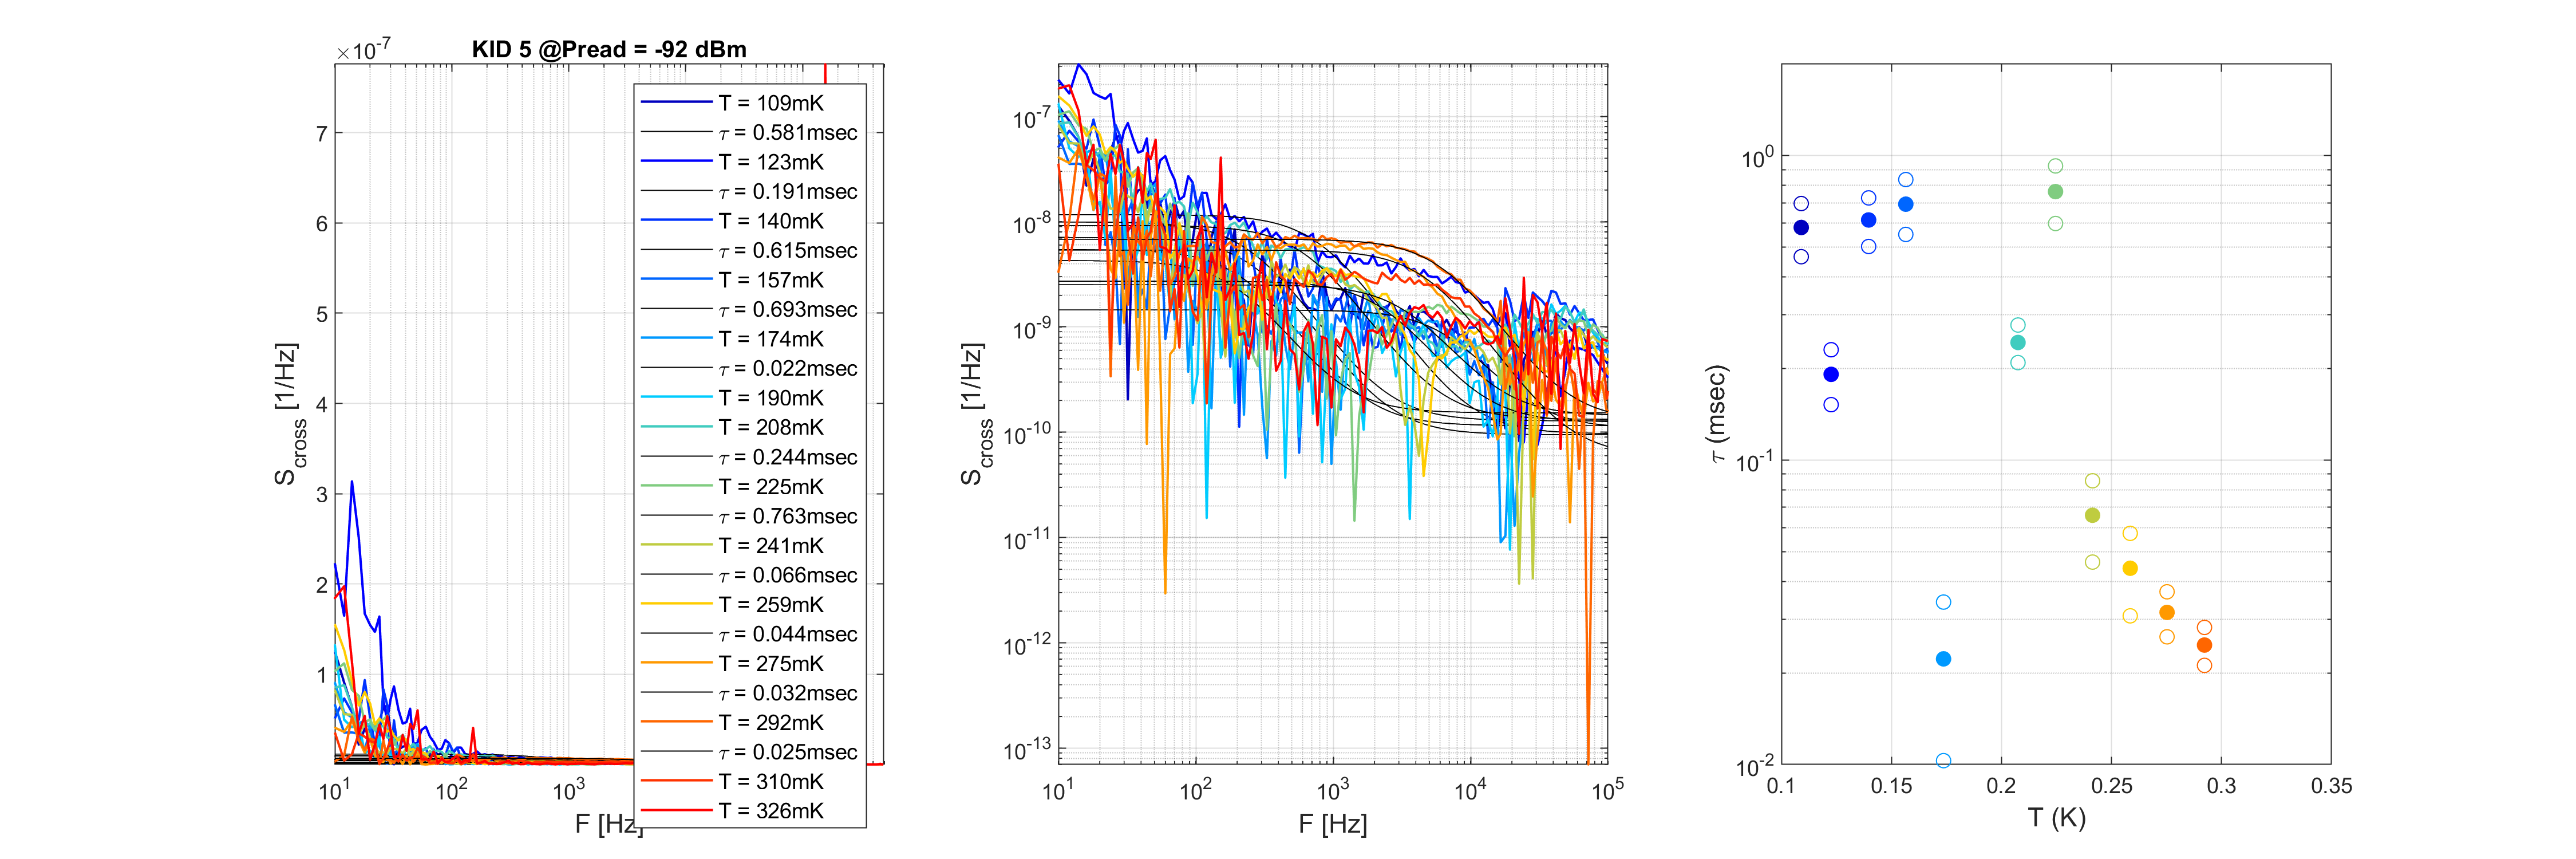 KID 5 @Pread = -92 dBm
×10⁻⁷
7
6
5
4
3
2
1
S_cross [1/Hz]
10¹ 10² 10³
F [Hz]
T = 109mK
τ = 0.581msec
T = 123mK
τ = 0.191msec
T = 140mK
τ = 0.615msec
T = 157mK
τ = 0.693msec
T = 174mK
τ = 0.022msec
T = 190mK
T = 208mK
τ = 0.244msec
T = 225mK
τ = 0.763msec
T = 241mK
τ = 0.066msec
T = 259mK
τ = 0.044msec
T = 275mK
τ = 0.032msec
T = 292mK
τ = 0.025msec
T = 310mK
T = 326mK
10⁻⁷
10⁻⁸
10⁻⁹
10⁻¹⁰
10⁻¹¹
10⁻¹²
10⁻¹³
S_cross [1/Hz]
10¹ 10² 10³ 10⁴ 10⁵
F [Hz]
10⁰
10⁻¹
10⁻²
τ (msec)
0.1 0.15 0.2 0.25 0.3 0.35
T (K)